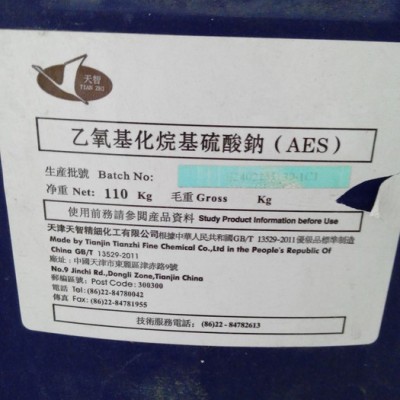 天智
TIAN ZHI
乙氧基化烷基硫酸鈉（AES）
生産批號 Batch No:
净重 Net: 110 Kg 毛重 Gross Kg
使用前務請參閲産品資料 Study Product Information before Use
天津天智精細化工有限公司根據中華人民共和國GB/T 13529-2011優級品標準制造
Made by Tianjin Tianzhi Fine Chemical Co.,Ltd in the People's Republic Of
China GB/T 13529-2011
廠址：中國天津市東麗區津赤路9號
No.9 Jinchi Rd.,Dongli Zone,Tianjin China
郵編區號：Post Code: 300300
電話 Tel: (86)22-84780042
傳真 Fax: (86)22-84781955
技術服務電話：(86)22- 84782613